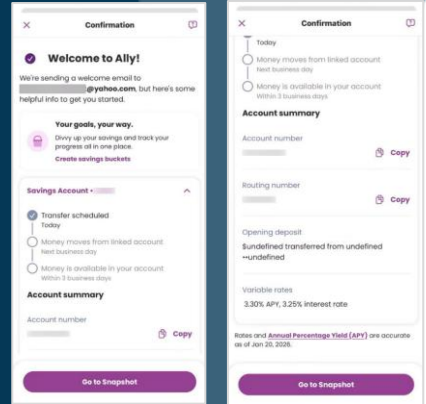 Confirmation
Welcome to Ally!
We're sending a welcome email to
@yahoo.com, but here's some
helpful info to get you started.
Your goals, your way.
Divvy up your savings and track your
progress all in one place.
Create savings buckets
Savings Account •
Transfer scheduled
Today
Money moves from linked account
Next business day
Money is available in your account
Within 3 business days
Account summary
Account number
Copy
Go to Snapshot
Confirmation
Today
Money moves from linked account
Next business day
Money is available in your account
Within 3 business days
Account summary
Account number
Copy
Routing number
Copy
Opening deposit
$undefined transferred from undefined
••undefined
Variable rates
3.30% APY, 3.25% interest rate
Rates and Annual Percentage Yield (APY) are accurate
as of Jan 20, 2026.
Go to Snapshot